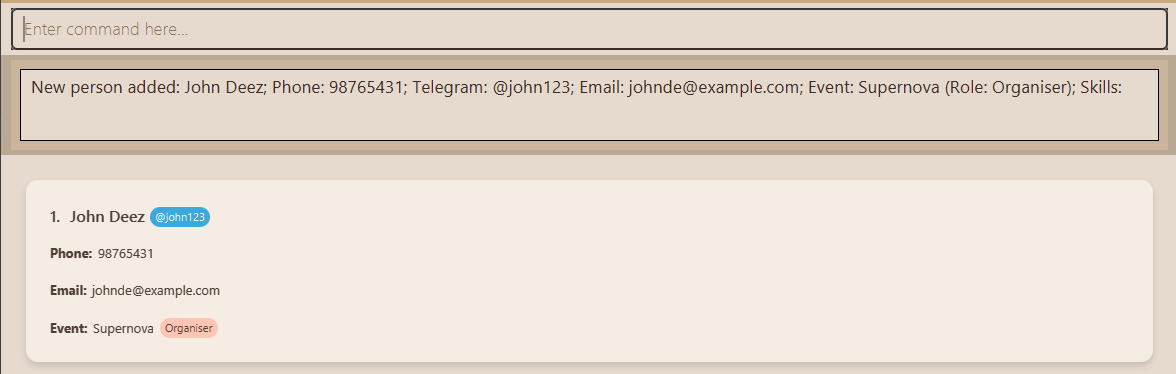 Enter command here...
New person added: John Deez; Phone: 98765431; Telegram: @john123; Email: johnde@example.com; Event: Supernova (Role: Organiser); Skills:
1. John Deez @john123
Phone: 98765431
Email: johnde@example.com
Event: Supernova Organiser